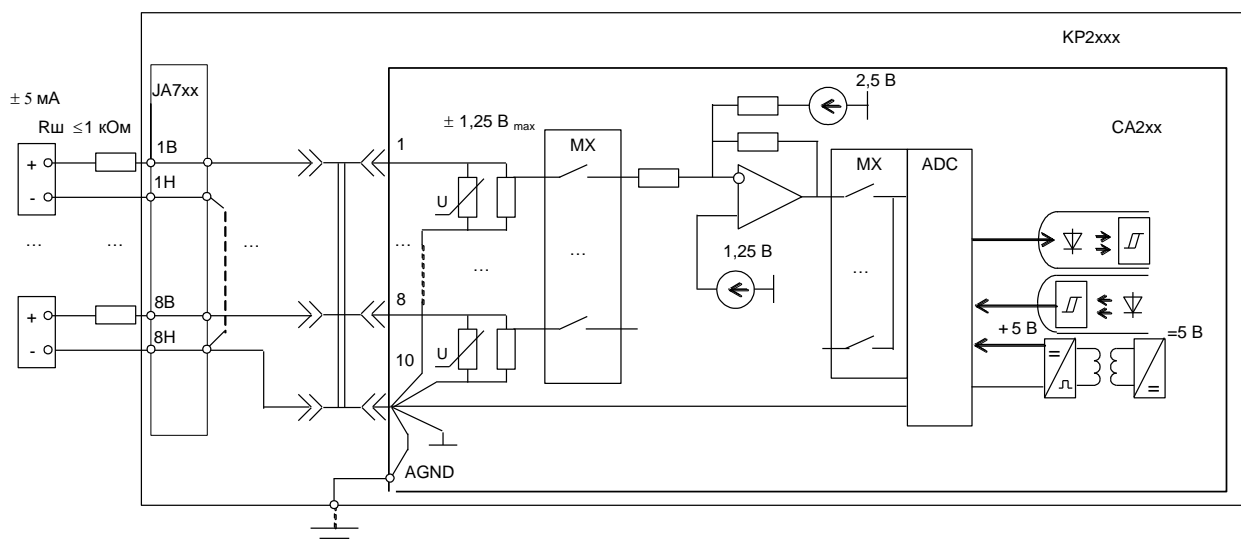 KP2xxx
JA7xx
2,5 В
± 5 мА
± 1,25 В max
CA2xx
Rш ≤1 кОм
1В
1
MX
MX
ADC
+
-
1Н
U
...
...
...
...
...
...
...
1,25 В
8В
8
+
-
8Н
10
U
+5 В
=5 В
=
=
AGND